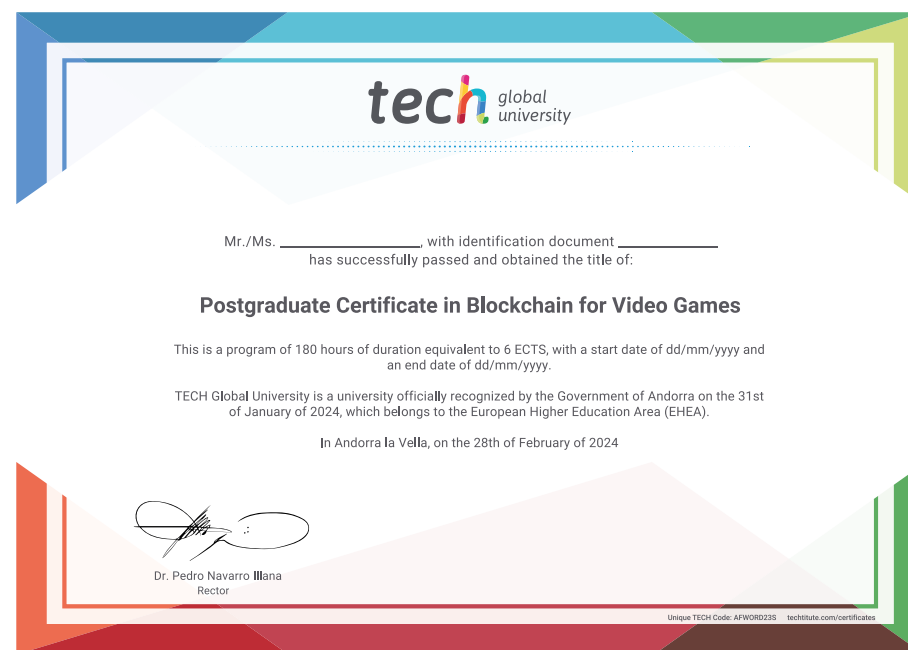 tech global
university
Mr./Ms. ____________, with identification document ____________
has successfully passed and obtained the title of:
Postgraduate Certificate in Blockchain for Video Games
This is a program of 180 hours of duration equivalent to 6 ECTS, with a start date of dd/mm/yyyy and
an end date of dd/mm/yyyy.
TECH Global University is a university officially recognized by the Government of Andorra on the 31st
of January of 2024, which belongs to the European Higher Education Area (EHEA).
In Andorra la Vella, on the 28th of February of 2024
Dr. Pedro Navarro Illana
Rector
Unique TECH Code: AFWORD23S techtitute.com/certificates